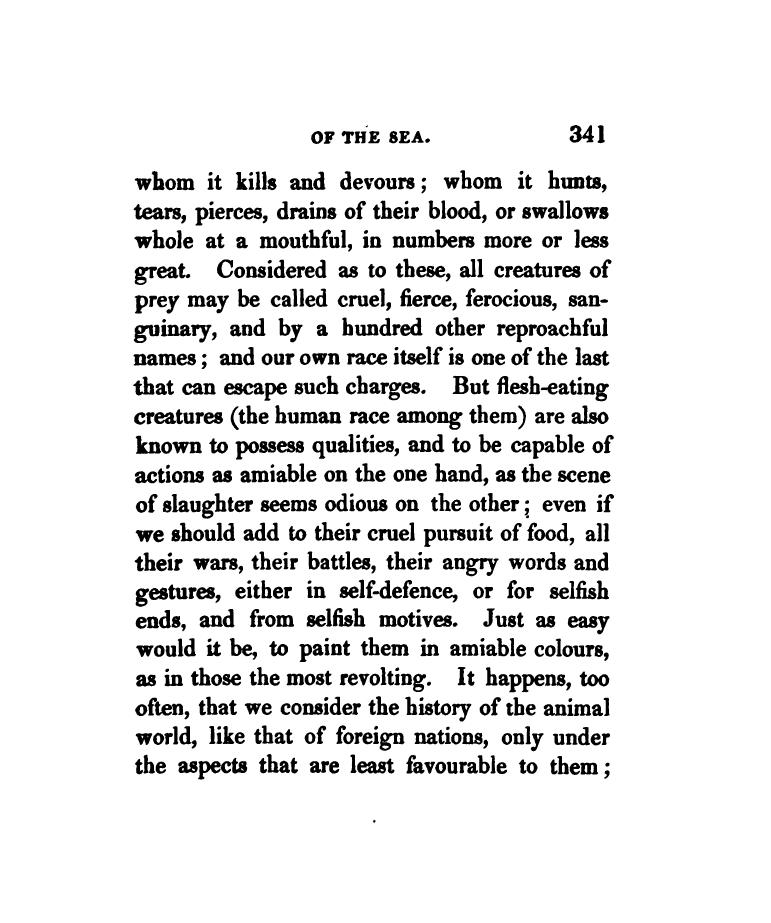 OF THE SEA. 341
whom it kills and devours; whom it hunts,
tears, pierces, drains of their blood, or swallows
whole at a mouthful, in numbers more or less
great. Considered as to these, all creatures of
prey may be called cruel, fierce, ferocious, san-
guinary, and by a hundred other reproachful
names; and our own race itself is one of the last
that can escape such charges. But flesh-eating
creatures (the human race among them) are also
known to possess qualities, and to be capable of
actions as amiable on the one hand, as the scene
of slaughter seems odious on the other; even if
we should add to their cruel pursuit of food, all
their wars, their battles, their angry words and
gestures, either in self-defence, or for selfish
ends, and from selfish motives. Just as easy
would it be, to paint them in amiable colours,
as in those the most revolting. It happens, too
often, that we consider the history of the animal
world, like that of foreign nations, only under
the aspects that are least favourable to them;